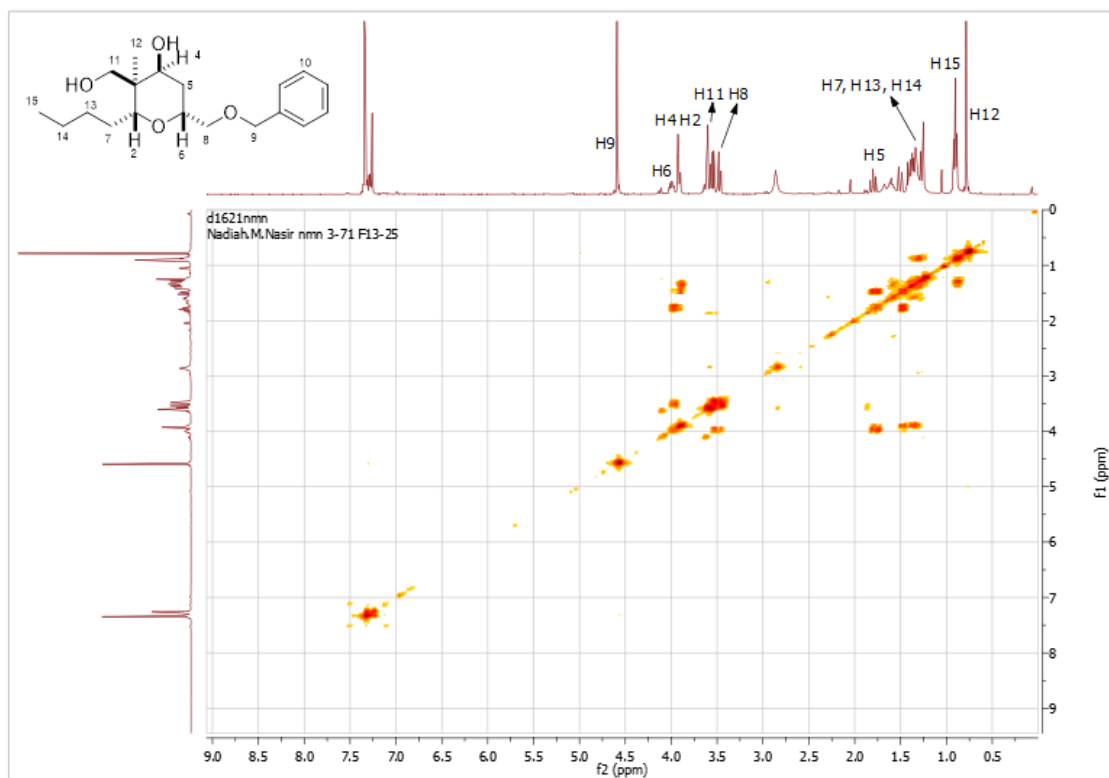 12 OH
H 4
11
HO
5
10
15
13
O
O
14
7 H H 8 9
2 6
H9
H6
H4 H2
H11 H8
H5
H7, H13, H14
H15
H12
d1621nmn
Nadiah.M.Nasir nmn 3-71 F13-25
0
1
2
3
4
5
6
7
8
9
f1 (ppm)
9.0 8.5 8.0 7.5 7.0 6.5 6.0 5.5 5.0 4.5 4.0 3.5 3.0 2.5 2.0 1.5 1.0 0.5
f2 (ppm)